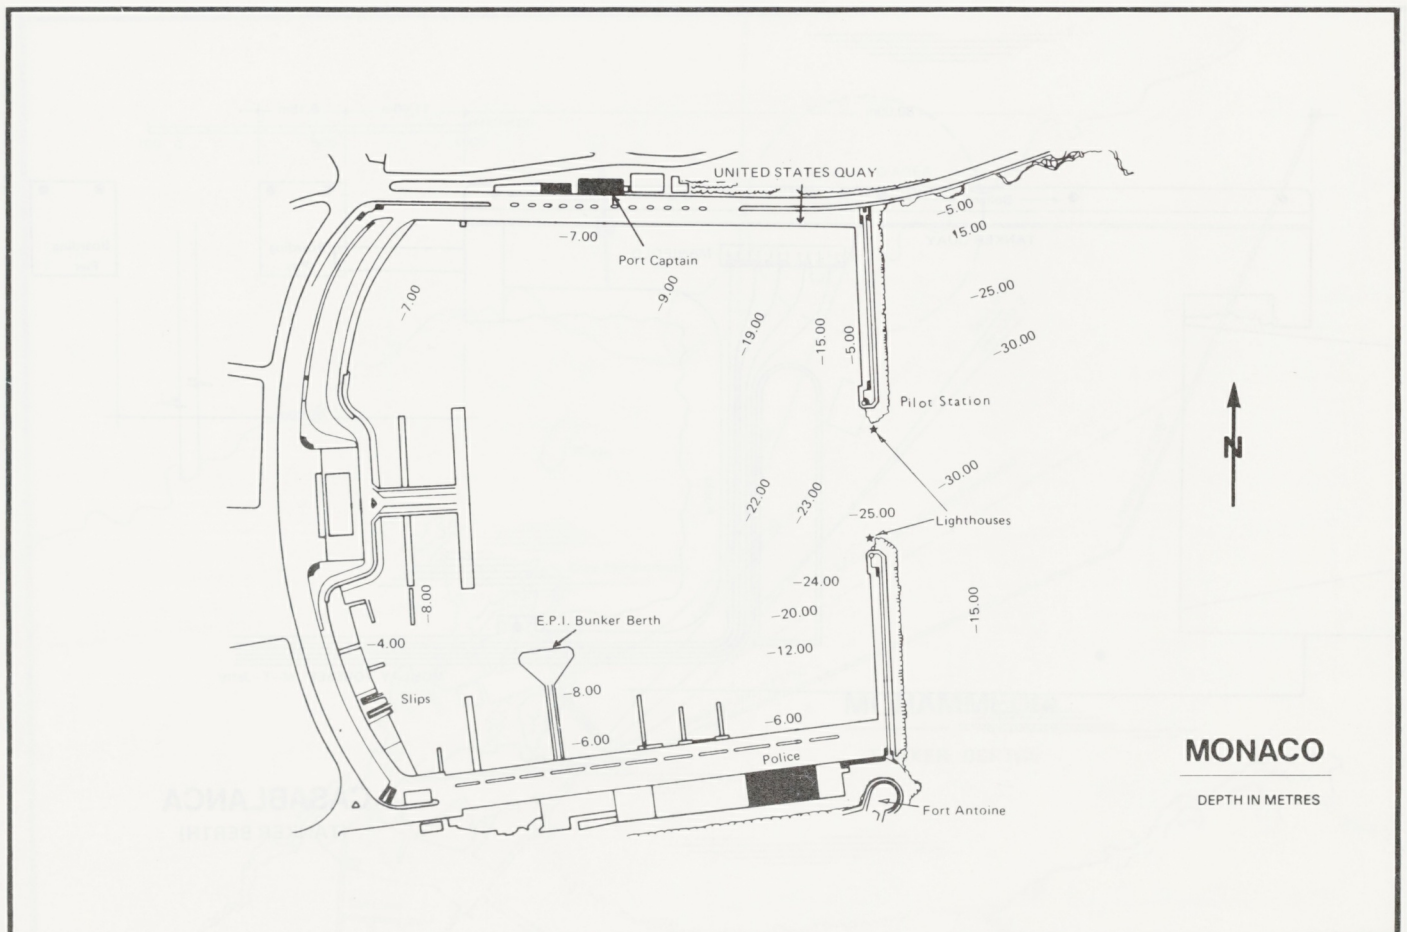 UNITED STATES QUAY
−5.00
15.00
−7.00
Port Captain
−7.00
−9.00
−25.00
−19.00
−15.00
−5.00
−30.00
Pilot Station
N
−30.00
−22.00
−23.00
−25.00
Lighthouses
−24.00
−8.00
−20.00
−15.00
E.P.I. Bunker Berth
−4.00
−12.00
Slips
−8.00
−6.00
−6.00
Police
MONACO
DEPTH IN METRES
Fort Antoine